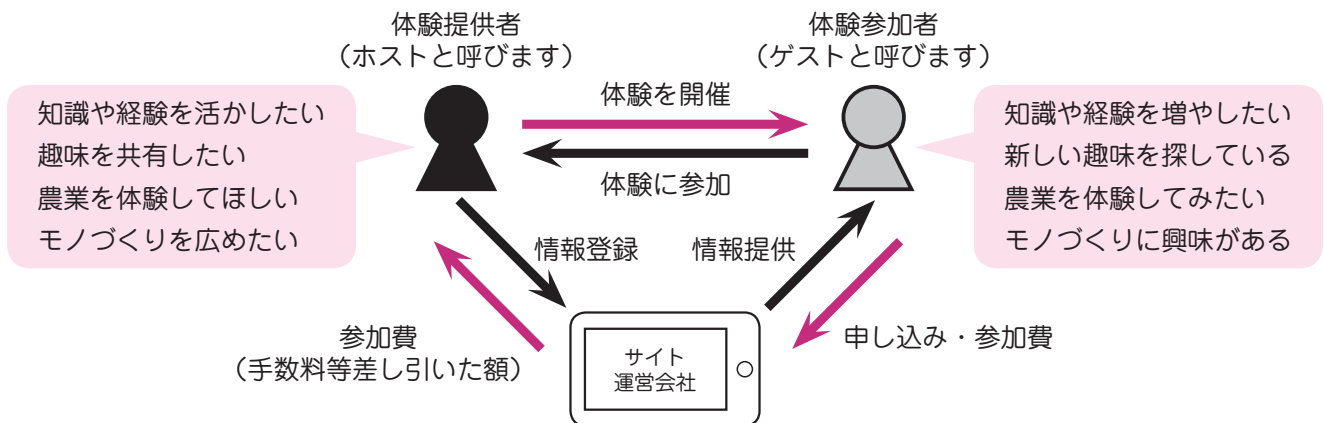 体験提供者
（ホストと呼びます）
体験参加者
（ゲストと呼びます）
知識や経験を活かしたい
趣味を共有したい
農業を体験してほしい
モノづくりを広めたい
体験を開催
体験に参加
知識や経験を増やしたい
新しい趣味を探している
農業を体験してみたい
モノづくりに興味がある
情報登録
情報提供
参加費
（手数料等差し引いた額）
サイト
運営会社
申し込み・参加費